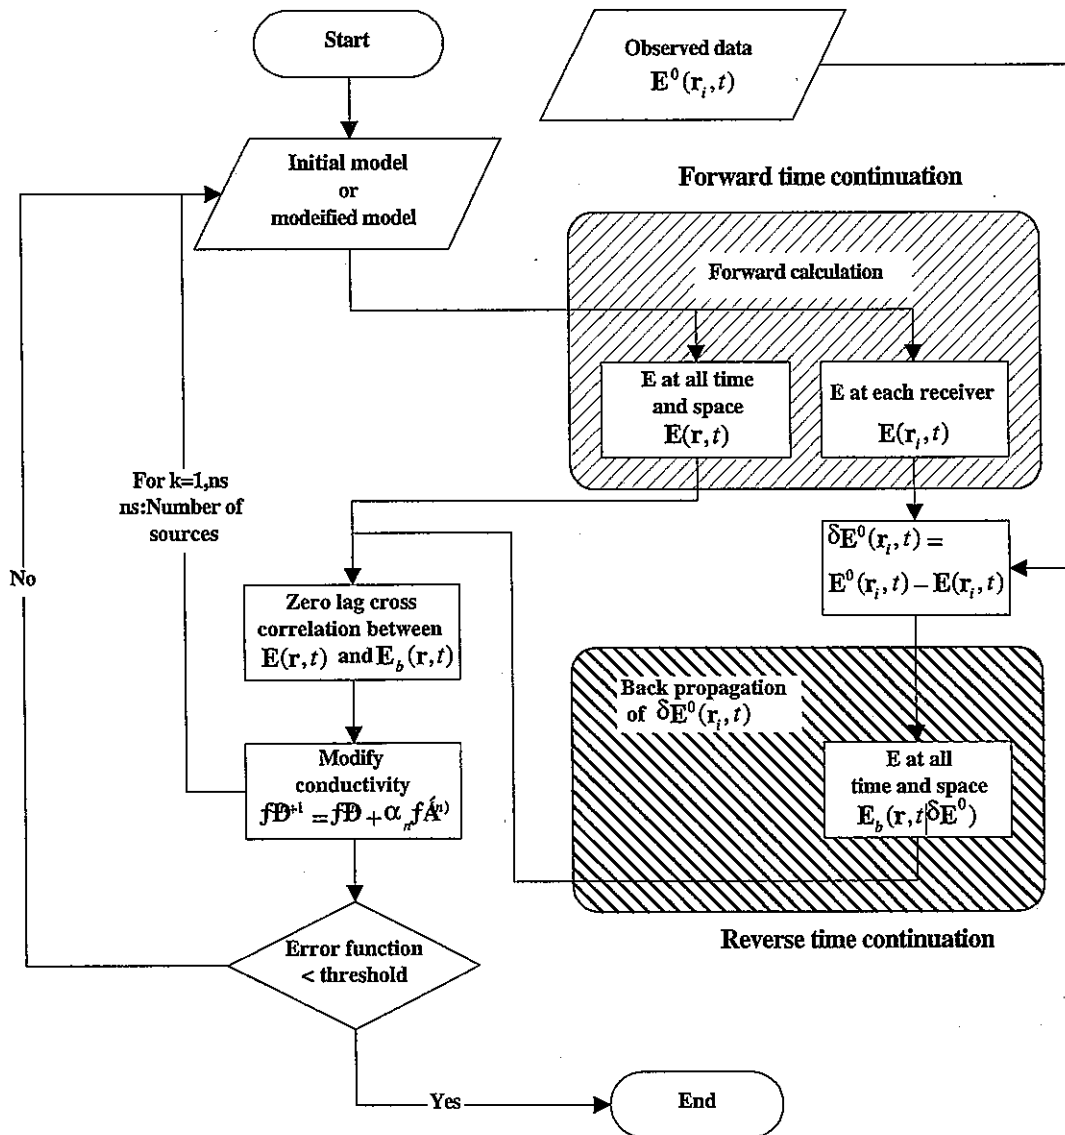 Start
Observed data
E⁰(rᵢ,t)
Initial model
or
modeified model
Forward time continuation
Forward calculation
E at all time
and space
E(r,t)
E at each receiver
E(rᵢ,t)
For k=1,ns
ns:Number of
sources
δE⁰(rᵢ,t) =
E⁰(rᵢ,t) – E(rᵢ,t)
No
Zero lag cross
correlation between
E(r,t) and E_b(r,t)
Back propagation
of δE⁰(rᵢ,t)
E at all
time and space
E_b(r,t|δE⁰)
Modify
conductivity
Reverse time continuation
Error function
< threshold
Yes
End